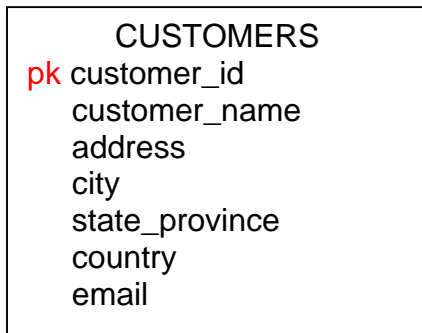 CUSTOMERS
pk customer_id
customer_name
address
city
state_province
country
email